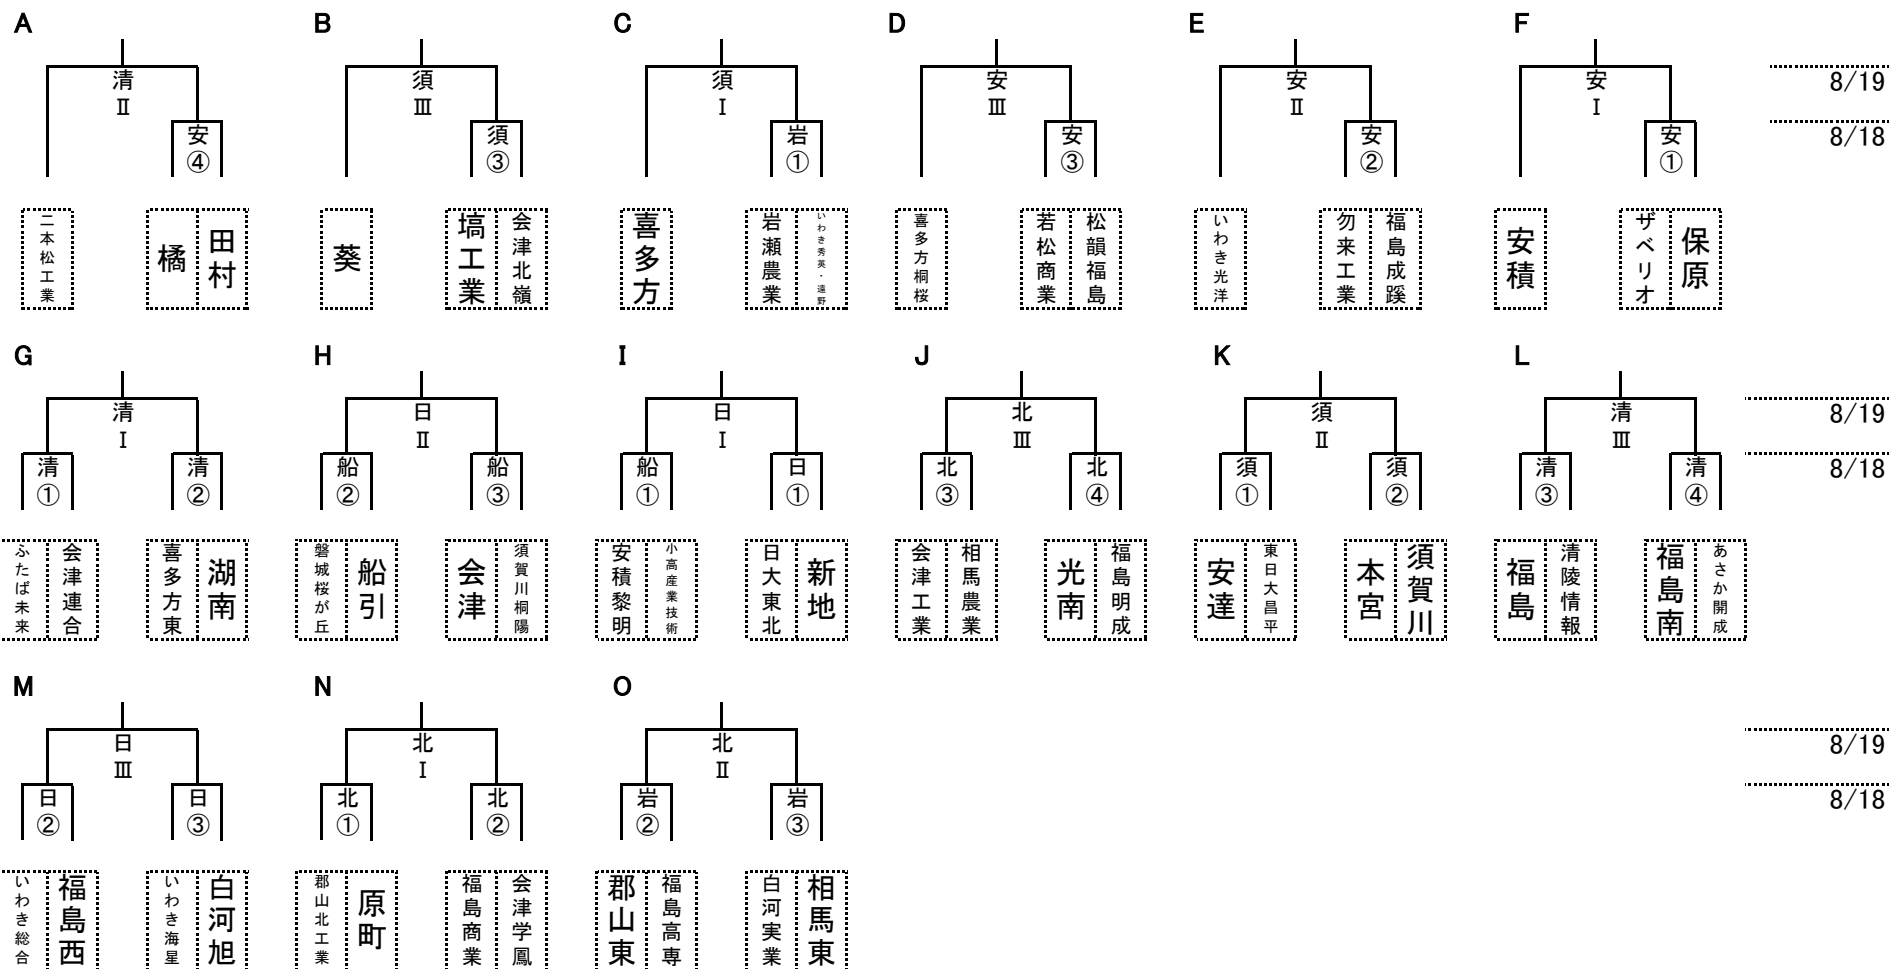 A
B
C
D
E
F
清
Ⅱ
須
Ⅲ
須
Ⅰ
安
Ⅲ
安
Ⅱ
安
Ⅰ
8/19
安
④
須
③
岩
①
安
③
安
②
安
①
8/18
二本松工業
橘
田村
葵
塙工業
会津北嶺
喜多方
岩瀬農業
いわき秀英・遠野
喜多方桐桜
若松商業
松韻福島
いわき光洋
勿来工業
福島成蹊
安積
ザベリオ
保原
G
H
I
J
K
L
清
Ⅰ
日
Ⅱ
日
Ⅰ
北
Ⅲ
須
Ⅱ
清
Ⅲ
8/19
清
①
清
②
船
②
船
③
船
①
日
①
北
③
北
④
須
①
須
②
清
③
清
④
8/18
ふたば未来
会津連合
喜多方東
湖南
磐城桜が丘
船引
会津
須賀川桐陽
安積黎明
小高産業技術
日大東北
新地
会津工業
相馬農業
光南
福島明成
安達
東日大昌平
本宮
須賀川
福島
清陵情報
福島南
あさか開成
M
N
O
日
Ⅲ
北
Ⅰ
北
Ⅱ
8/19
日
②
日
③
北
①
北
②
岩
②
岩
③
8/18
いわき総合
福島西
いわき海星
白河旭
郡山北工業
原町
福島商業
会津学鳳
郡山東
福島高専
白河実業
相馬東